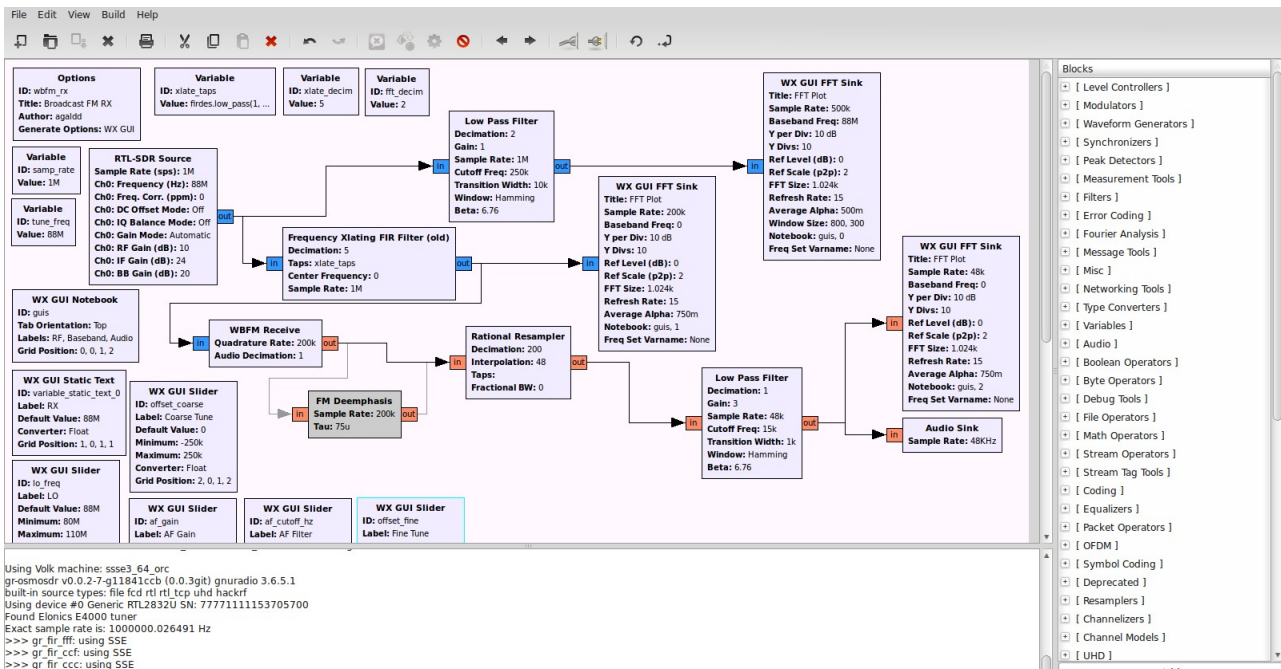 File Edit View Build Help
Options
ID: wbfm_rx
Title: Broadcast FM RX
Author: agaldd
Generate Options: WX GUI
Variable
ID: xlate_taps
Value: firdes.low_pass(1, ...
Variable
ID: xlate_decim
Value: 5
Variable
ID: fft_decim
Value: 2
Variable
ID: samp_rate
Value: 1M
Variable
ID: tune_freq
Value: 88M
RTL-SDR Source
Sample Rate (sps): 1M
Ch0: Frequency (Hz): 88M
Ch0: Freq. Corr. (ppm): 0
Ch0: DC Offset Mode: Off
Ch0: IQ Balance Mode: Off
Ch0: Gain Mode: Automatic
Ch0: RF Gain (dB): 10
Ch0: IF Gain (dB): 24
Ch0: BB Gain (dB): 20
out
in
Low Pass Filter
Decimation: 2
Gain: 1
Sample Rate: 1M
Cutoff Freq: 250k
Transition Width: 10k
Window: Hamming
Beta: 6.76
out
in
WX GUI FFT Sink
Title: FFT Plot
Sample Rate: 500k
Baseband Freq: 88M
Y per Div: 10 dB
Y Divs: 10
Ref Level (dB): 0
Ref Scale (p2p): 2
FFT Size: 1.024k
Refresh Rate: 15
Average Alpha: 500m
Window Size: 800, 300
Notebook: guis, 0
Freq Set Varname: None
in
Frequency Xlating FIR Filter (old)
Decimation: 5
Taps: xlate_taps
Center Frequency: 0
Sample Rate: 1M
out
in
WX GUI FFT Sink
Title: FFT Plot
Sample Rate: 200k
Baseband Freq: 0
Y per Div: 10 dB
Y Divs: 10
Ref Level (dB): 0
Ref Scale (p2p): 2
FFT Size: 1.024k
Refresh Rate: 15
Average Alpha: 750m
Notebook: guis, 1
Freq Set Varname: None
in
WX GUI FFT Sink
Title: FFT Plot
Sample Rate: 48k
Baseband Freq: 0
Y per Div: 10 dB
Y Divs: 10
Ref Level (dB): 0
Ref Scale (p2p): 2
FFT Size: 1.024k
Refresh Rate: 15
Average Alpha: 750m
Notebook: guis, 2
Freq Set Varname: None
WX GUI Notebook
ID: guis
Tab Orientation: Top
Labels: RF, Baseband, Audio
Grid Position: 0, 0, 1, 2
in
WBFM Receive
Quadrature Rate: 200k
Audio Decimation: 1
out
in
FM Deemphasis
Sample Rate: 200k
Tau: 75u
out
in
Rational Resampler
Decimation: 200
Interpolation: 48
Taps:
Fractional BW: 0
out
in
Low Pass Filter
Decimation: 1
Gain: 3
Sample Rate: 48k
Cutoff Freq: 15k
Transition Width: 1k
Window: Hamming
Beta: 6.76
out
in
Audio Sink
Sample Rate: 48KHz
WX GUI Static Text
ID: variable_static_text_0
Label: RX
Default Value: 88M
Converter: Float
Grid Position: 1, 0, 1, 1
WX GUI Slider
ID: offset_coarse
Label: Coarse Tune
Default Value: 0
Minimum: -250k
Maximum: 250k
Converter: Float
Grid Position: 2, 0, 1, 2
WX GUI Slider
ID: lo_freq
Label: LO
Default Value: 88M
Minimum: 80M
Maximum: 110M
WX GUI Slider
ID: af_gain
Label: AF Gain
WX GUI Slider
ID: af_cutoff_hz
Label: AF Filter
WX GUI Slider
ID: offset_fine
Label: Fine Tune
Blocks
[ Level Controllers ]
[ Modulators ]
[ Waveform Generators ]
[ Synchronizers ]
[ Peak Detectors ]
[ Measurement Tools ]
[ Filters ]
[ Error Coding ]
[ Fourier Analysis ]
[ Message Tools ]
[ Misc ]
[ Networking Tools ]
[ Type Converters ]
[ Variables ]
[ Audio ]
[ Boolean Operators ]
[ Byte Operators ]
[ Debug Tools ]
[ File Operators ]
[ Math Operators ]
[ Stream Operators ]
[ Stream Tag Tools ]
[ Coding ]
[ Equalizers ]
[ Packet Operators ]
[ OFDM ]
[ Symbol Coding ]
[ Deprecated ]
[ Resamplers ]
[ Channelizers ]
[ Channel Models ]
[ UHD ]
Using Volk machine: ssse3_64_orc
gr-osmosdr v0.0.2-7-g11841ccb (0.0.3git) gnuradio 3.6.5.1
built-in source types: file fcd rtl rtl_tcp uhd hackrf
Using device #0 Generic RTL2832U SN: 77771111153705700
Found Elonics E4000 tuner
Exact sample rate is: 1000000.026491 Hz
>>> gr_fir_fff: using SSE
>>> gr_fir_ccf: using SSE
>>> gr_fir_ccc: using SSE